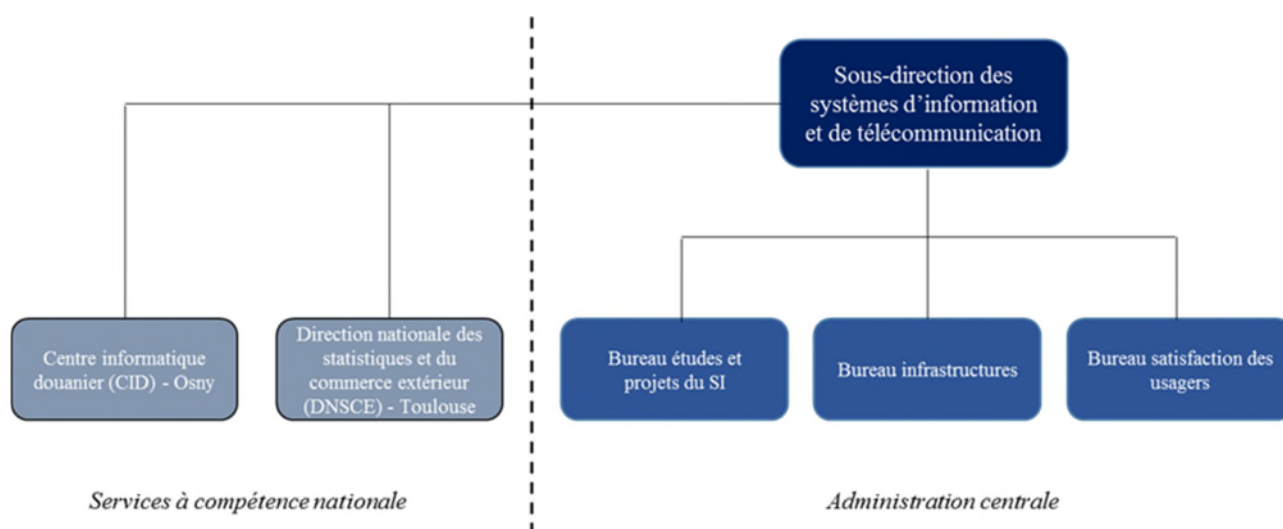 Sous-direction des
systèmes d'information
et de télécommunication
Centre informatique
douanier (CID) - Osny
Direction nationale des
statistiques et du
commerce extérieur
(DNSCE) - Toulouse
Bureau études et
projets du SI
Bureau infrastructures
Bureau satisfaction des
usagers
Services à compétence nationale
Administration centrale